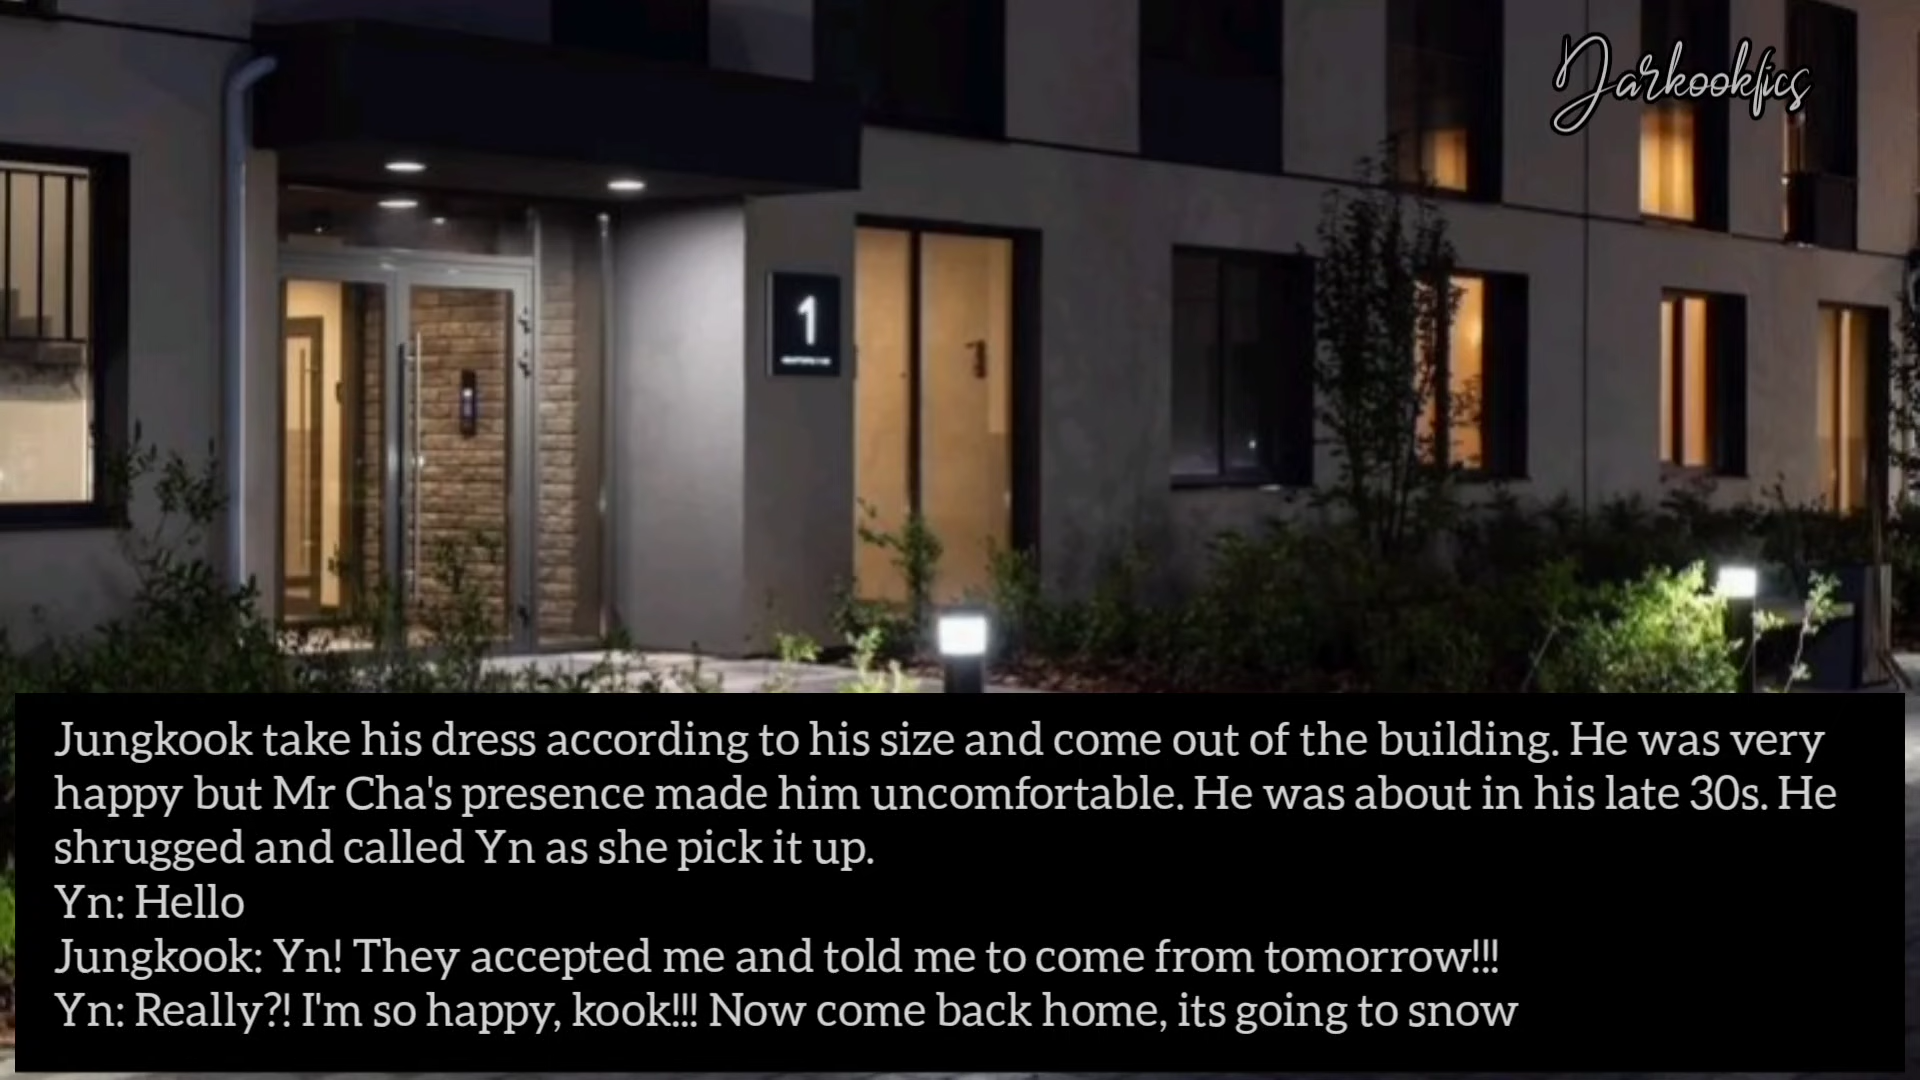 Darkookfics
1
Jungkook take his dress according to his size and come out of the building. He was very
happy but Mr Cha's presence made him uncomfortable. He was about in his late 30s. He
shrugged and called Yn as she pick it up.
Yn: Hello
Jungkook: Yn! They accepted me and told me to come from tomorrow!!!
Yn: Really?! I'm so happy, kook!!! Now come back home, its going to snow